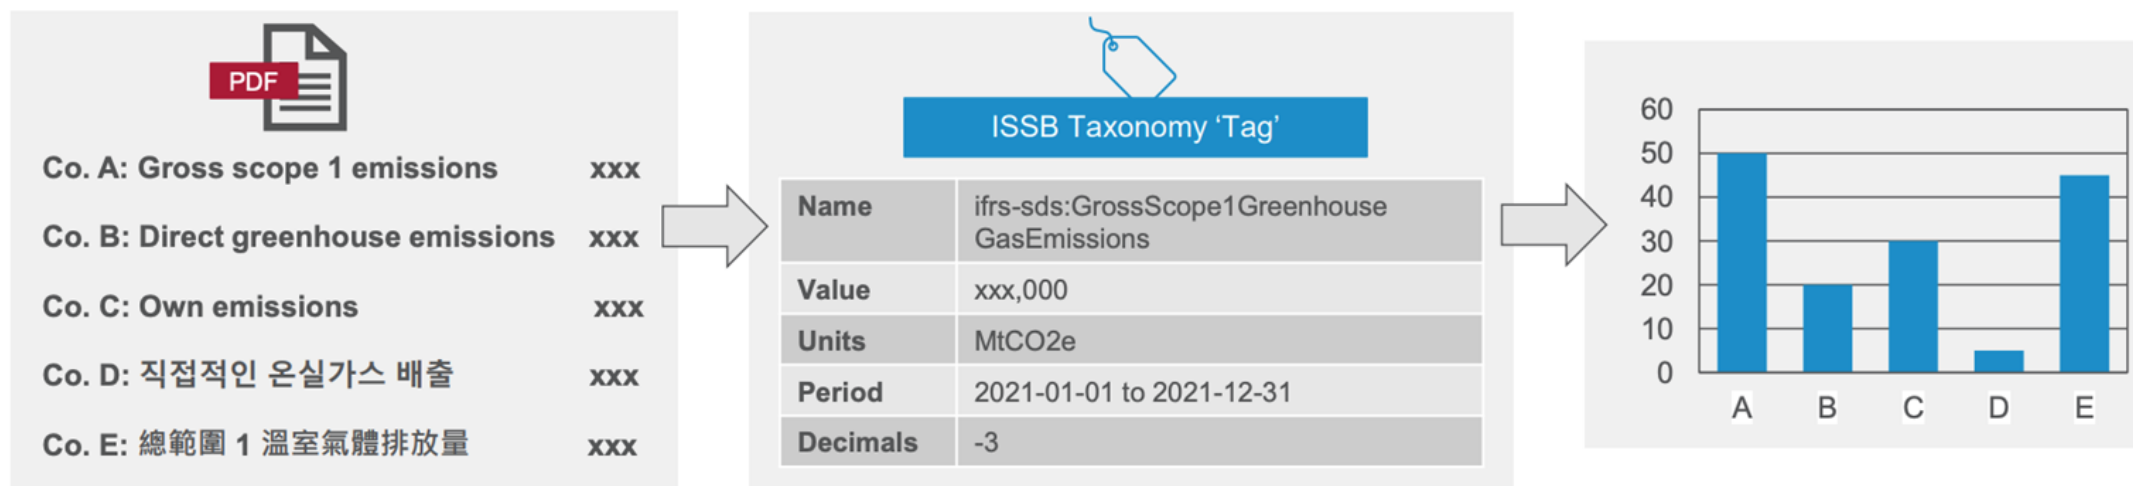 PDF
Co. A: Gross scope 1 emissions xxx
Co. B: Direct greenhouse emissions xxx
Co. C: Own emissions xxx
Co. D: 직접적인 온실가스 배출 xxx
Co. E: 總範圍 1 溫室氣體排放量 xxx
ISSB Taxonomy ‘Tag’
Name ifrs-sds:GrossScope1Greenhouse
GasEmissions
Value xxx,000
Units MtCO2e
Period 2021-01-01 to 2021-12-31
Decimals -3
60
50
40
30
20
10
0
A B C D E